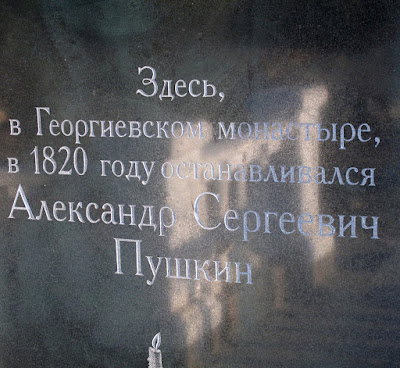 Здесь,
в Георгиевском монастыре,
в 1820 году останавливался
Александр Сергеевич
Пушкин